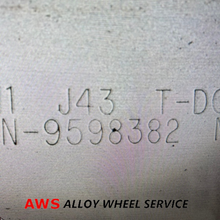 J43 T-D
N-9598382
AWS ALLOY WHEEL SERVICE